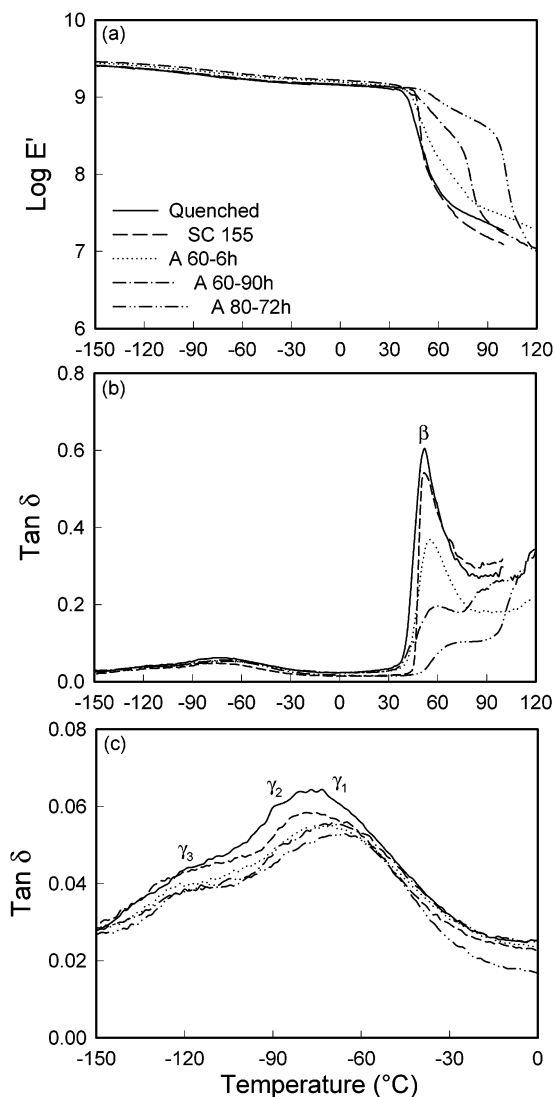 (a)
10
9
8
7
6
Log E'
Quenched
SC 155
A 60-6h
A 60-90h
A 80-72h
-150 -120 -90 -60 -30 0 30 60 90 120
(b)
0.8
0.6
0.4
0.2
0.0
Tan δ
β
-150 -120 -90 -60 -30 0 30 60 90 120
(c)
0.08
0.06
0.04
0.02
0.00
Tan δ
γ3
γ2
γ1
-150 -120 -90 -60 -30 0
Temperature (°C)